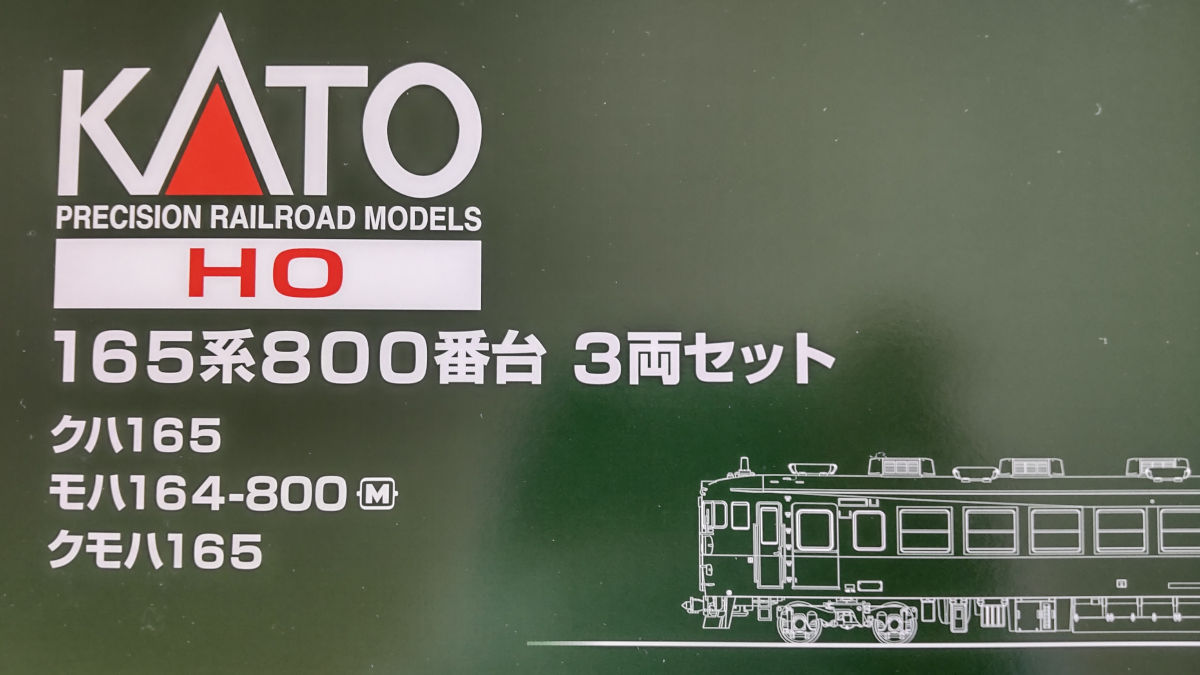 KATO
PRECISION RAILROAD MODELS
HO
165系800番台 3両セット
クハ165
モハ164-800 M
クモハ165